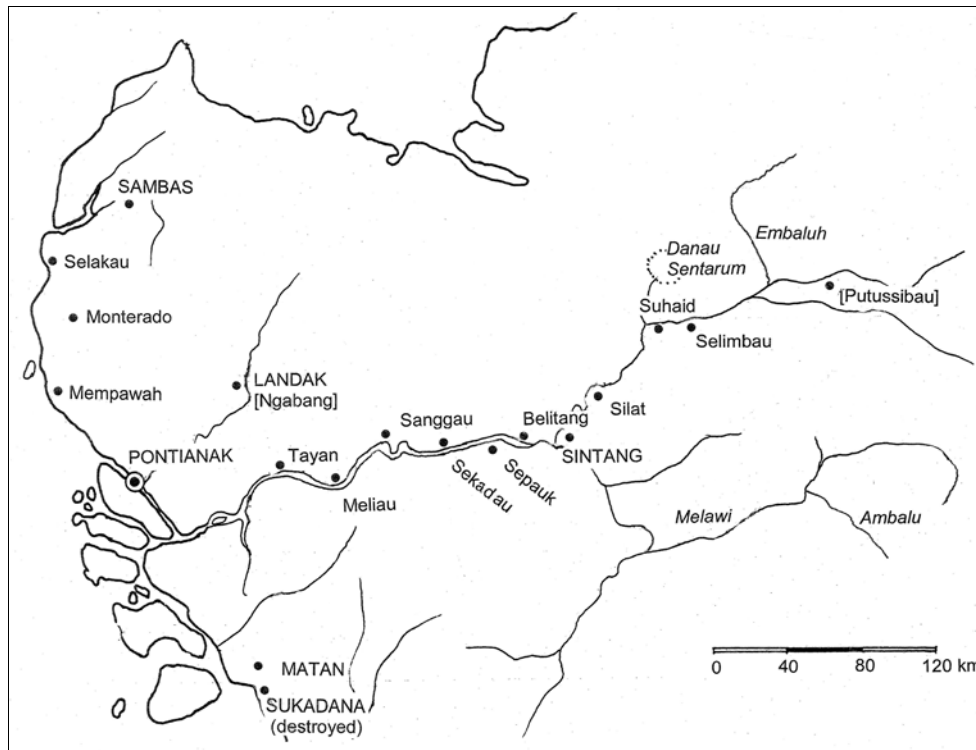 SAMBAS
Selakau
Monterado
Mempawah
LANDAK
[Ngabang]
PONTIANAK
Tayan
Meliau
Sanggau
Sekadau
Sepauk
Belitang
SINTANG
Silat
Suhaid
Selimbau
Danau
Sentarum
Embaluh
[Putussibau]
Melawi
Ambalu
MATAN
SUKADANA
(destroyed)
0 40 80 120 km